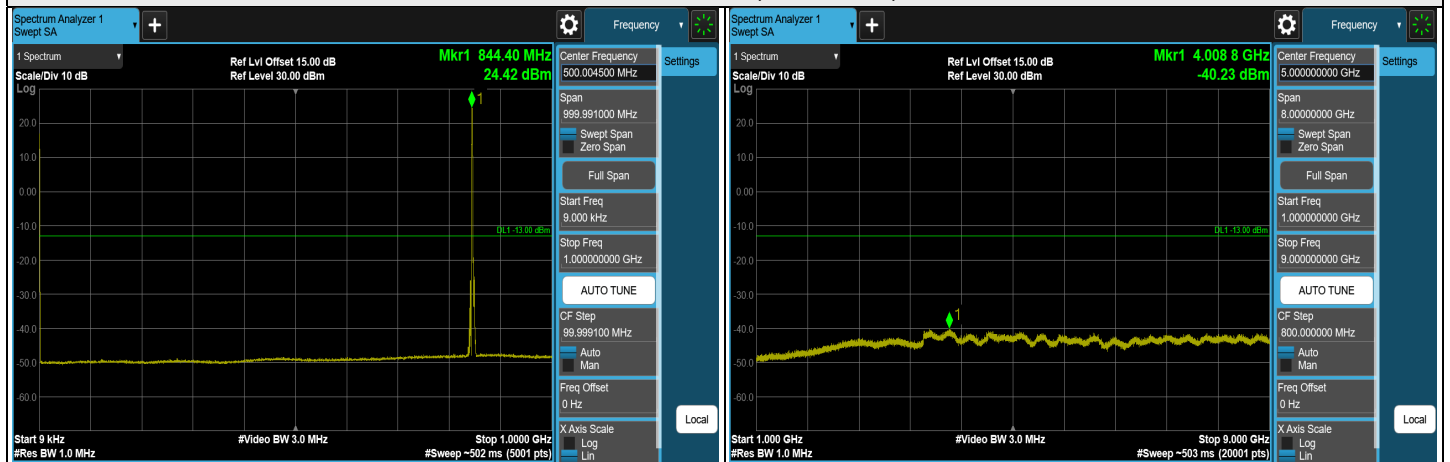 Spectrum Analyzer 1
Swept SA
+
Frequency
1 Spectrum
Scale/Div 10 dB
Log
Ref Lvl Offset 15.00 dB
Ref Level 30.00 dBm
Mkr1 844.40 MHz
24.42 dBm
1
20.0
10.0
0.00
-10.0
-20.0
-30.0
-40.0
-50.0
-60.0
DL1 -13.00 dBm
Start 9 kHz
#Res BW 1.0 MHz
#Video BW 3.0 MHz
Stop 1.0000 GHz
#Sweep ~502 ms (5001 pts)
Center Frequency
500.004500 MHz
Span
999.991000 MHz
Swept Span
Zero Span
Full Span
Start Freq
9.000 kHz
Stop Freq
1.000000000 GHz
AUTO TUNE
CF Step
99.999100 MHz
Auto
Man
Freq Offset
0 Hz
X Axis Scale
Log
Lin
Settings
Local
Spectrum Analyzer 1
Swept SA
+
Frequency
1 Spectrum
Scale/Div 10 dB
Log
Ref Lvl Offset 15.00 dB
Ref Level 30.00 dBm
Mkr1 4.008 8 GHz
-40.23 dBm
1
20.0
10.0
0.00
-10.0
-20.0
-30.0
-40.0
-50.0
-60.0
DL1 -13.00 dBm
Start 1.000 GHz
#Res BW 1.0 MHz
#Video BW 3.0 MHz
Stop 9.000 GHz
#Sweep ~503 ms (20001 pts)
Center Frequency
5.000000000 GHz
Span
8.00000000 GHz
Swept Span
Zero Span
Full Span
Start Freq
1.000000000 GHz
Stop Freq
9.000000000 GHz
AUTO TUNE
CF Step
800.000000 MHz
Auto
Man
Freq Offset
0 Hz
X Axis Scale
Log
Lin
Settings
Local